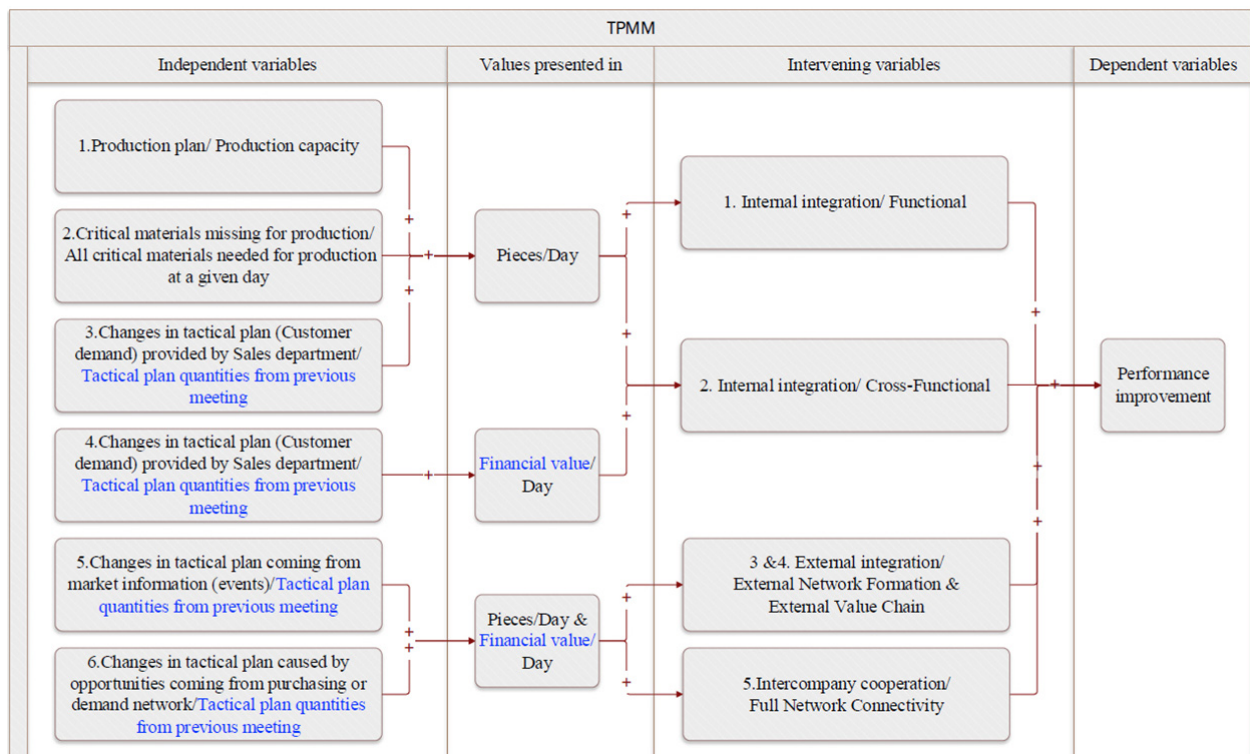 TPMM
Independent variables
Values presented in
Intervening variables
Dependent variables
1.Production plan/ Production capacity
2.Critical materials missing for production/
All critical materials needed for production
at a given day
3.Changes in tactical plan (Customer
demand) provided by Sales department/
Tactical plan quantities from previous
meeting
4.Changes in tactical plan (Customer
demand) provided by Sales department/
Tactical plan quantities from previous
meeting
5.Changes in tactical plan coming from
market information (events)/Tactical plan
quantities from previous meeting
6.Changes in tactical plan caused by
opportunities coming from purchasing or
demand network/Tactical plan quantities
from previous meeting
+
+
+
+
+
+
+
Pieces/Day
Financial value/
Day
Pieces/Day &
Financial value/
Day
+
+
+
+
+
1. Internal integration/ Functional
2. Internal integration/ Cross-Functional
3 &4. External integration/
External Network Formation &
External Value Chain
5.Intercompany cooperation/
Full Network Connectivity
+
+
+
+
Performance
improvement